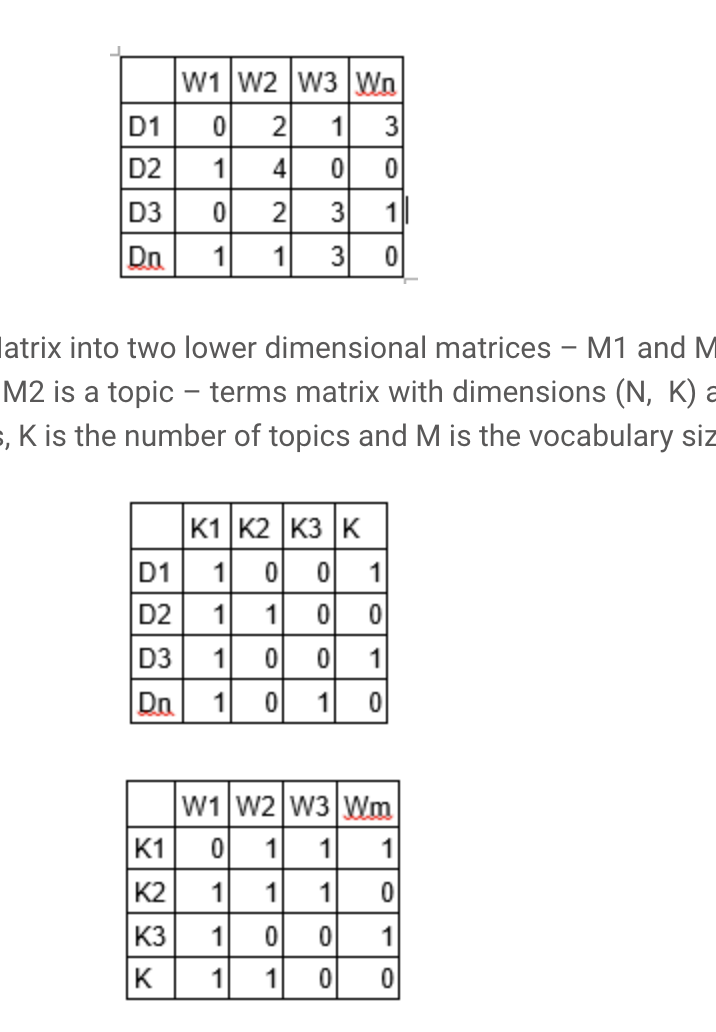 W1 W2 W3 Wn
D1 0 2 1 3
D2 1 4 0 0
D3 0 2 3 1
Dn 1 1 3 0
atrix into two lower dimensional matrices – M1 and M
M2 is a topic – terms matrix with dimensions (N, K) a
s, K is the number of topics and M is the vocabulary siz
K1 K2 K3 K
D1 1 0 0 1
D2 1 1 0 0
D3 1 0 0 1
Dn 1 0 1 0
W1 W2 W3 Wm
K1 0 1 1 1
K2 1 1 1 0
K3 1 0 0 1
K 1 1 0 0